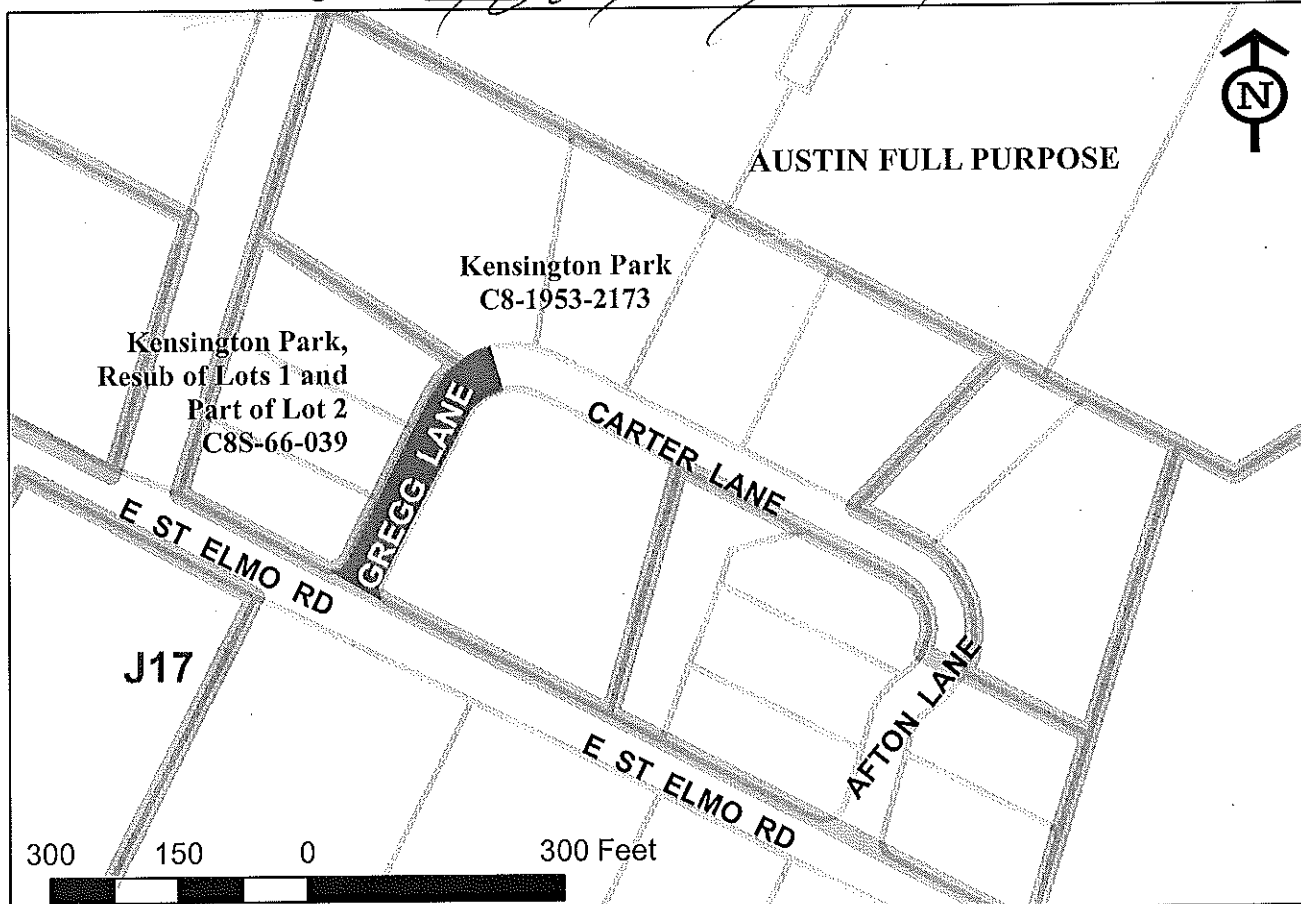 N
AUSTIN FULL PURPOSE
Kensington Park
C8-1953-2173
Kensington Park,
Resub of Lots 1 and
Part of Lot 2
C8S-66-039
GREGG LANE
CARTER LANE
E ST ELMO RD
AFTON LANE
J17
E ST ELMO RD
300 150 0 300 Feet